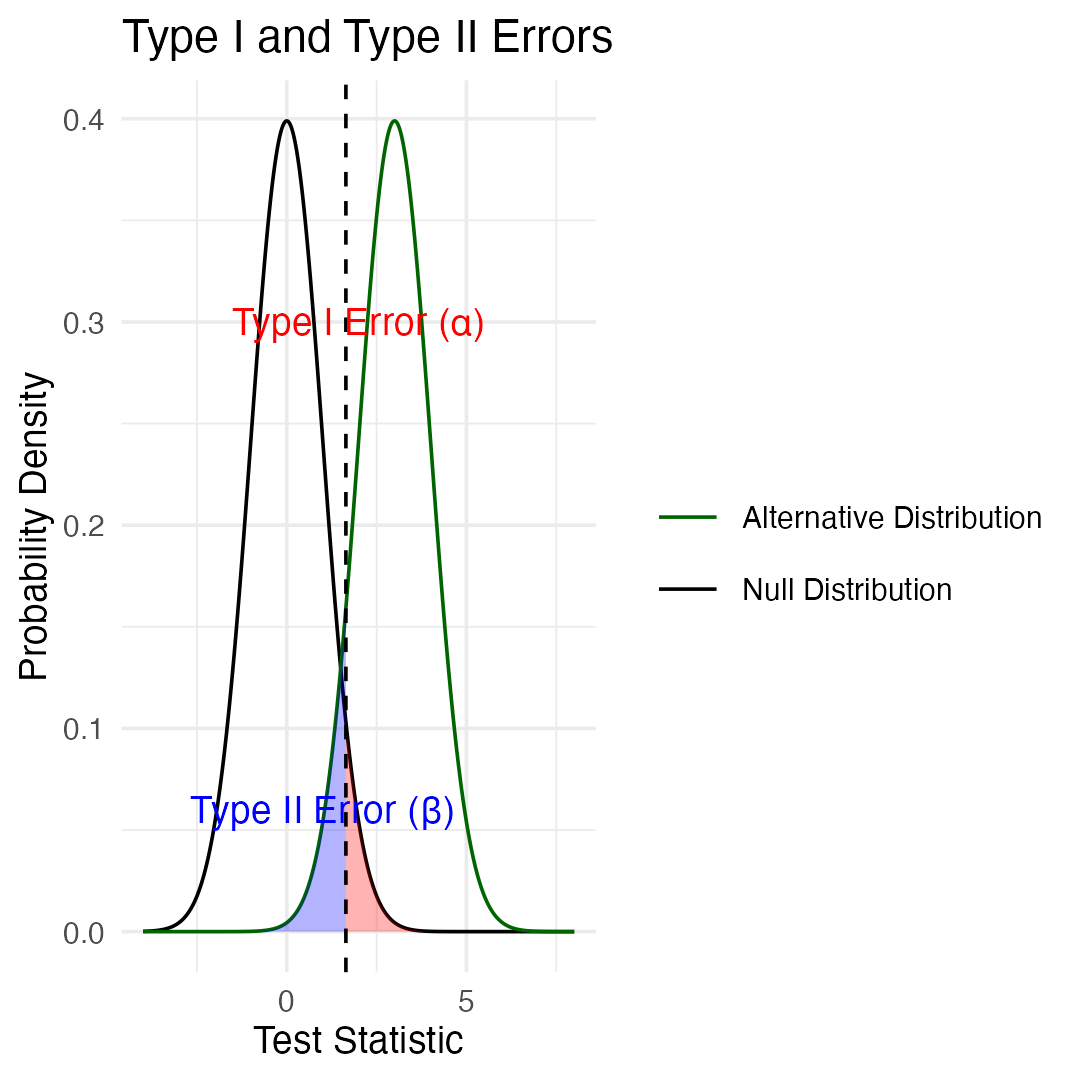 Type I and Type II Errors
0.4
0.3
0.2
0.1
0.0
Probability Density
Type I Error (α)
Type II Error (β)
0 5
Test Statistic
Alternative Distribution
Null Distribution